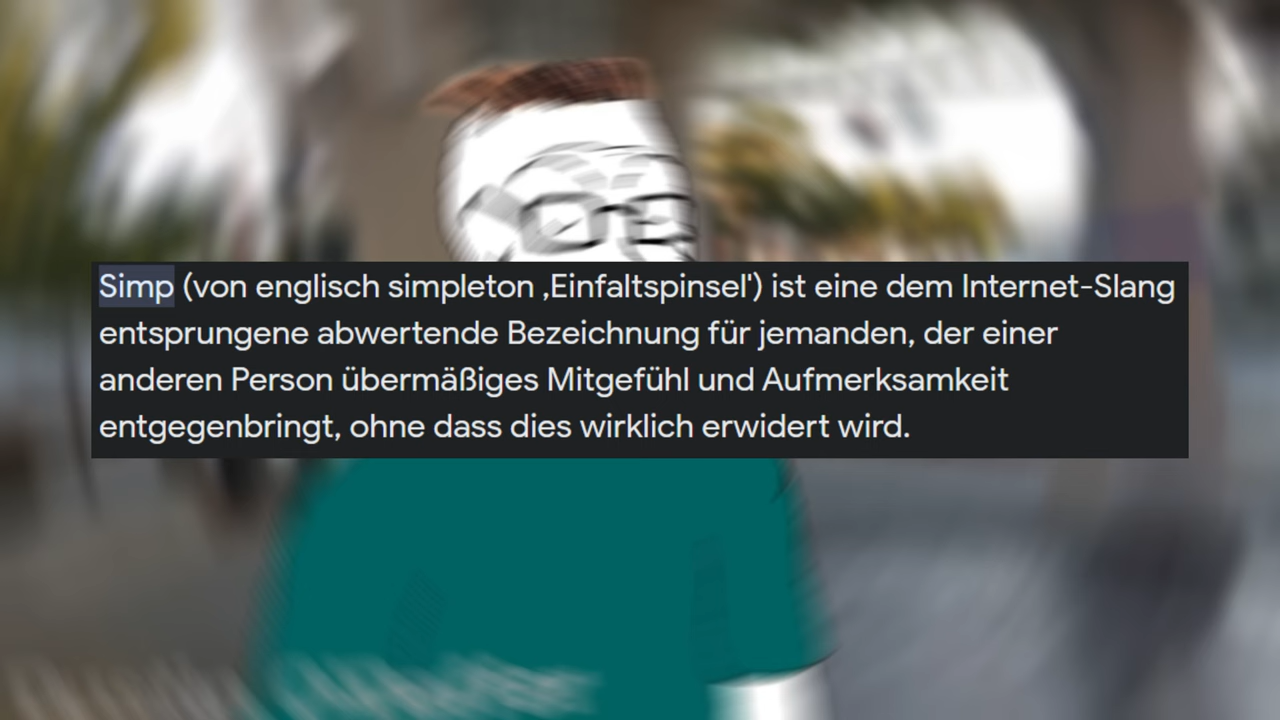 Simp (von englisch simpleton ‚Einfaltspinsel') ist eine dem Internet-Slang
entsprungene abwertende Bezeichnung für jemanden, der einer
anderen Person übermäßiges Mitgefühl und Aufmerksamkeit
entgegenbringt, ohne dass dies wirklich erwidert wird.